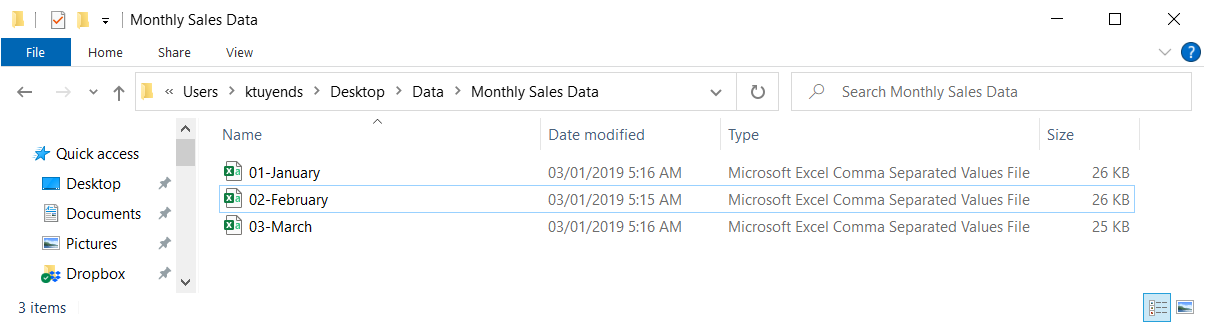 Monthly Sales Data
File Home Share View ?
« Users > ktuyends > Desktop > Data > Monthly Sales Data Search Monthly Sales Data
Name Date modified Type Size
Quick access
Desktop
Documents
Pictures
Dropbox
01-January 03/01/2019 5:16 AM Microsoft Excel Comma Separated Values File 26 KB
02-February 03/01/2019 5:15 AM Microsoft Excel Comma Separated Values File 26 KB
03-March 03/01/2019 5:16 AM Microsoft Excel Comma Separated Values File 25 KB
3 items